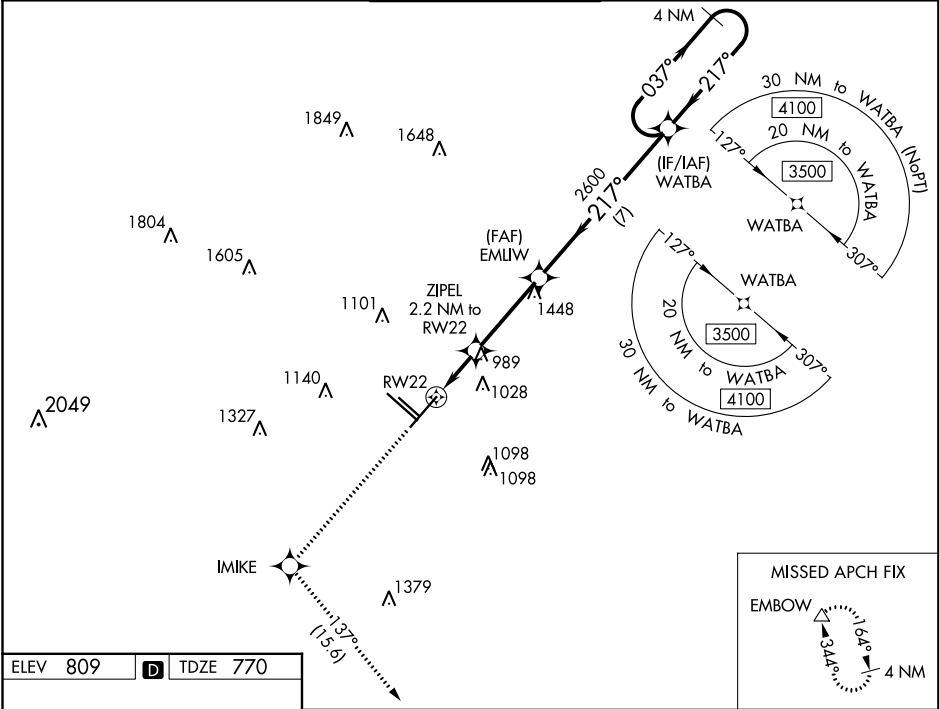 4 NM
037°
217°
30 NM to WATBA (NoPT)
4100
20 NM to WATBA
3500
127°
WATBA
307°
1849
1648
(IF/IAF)
WATBA
2600
217°
(7)
1804
1605
(FAF)
EMLIW
127°
WATBA
1101
ZIPEL
2.2 NM to
RW22
1448
3500
307°
20 NM to WATBA
4100
30 NM to WATBA
989
1140
RW22
1028
2049
1327
1098
1098
IMIKE
1379
137°
(15.6)
MISSED APCH FIX
EMBOW
164°
344°
4 NM
ELEV 809 D TDZE 770